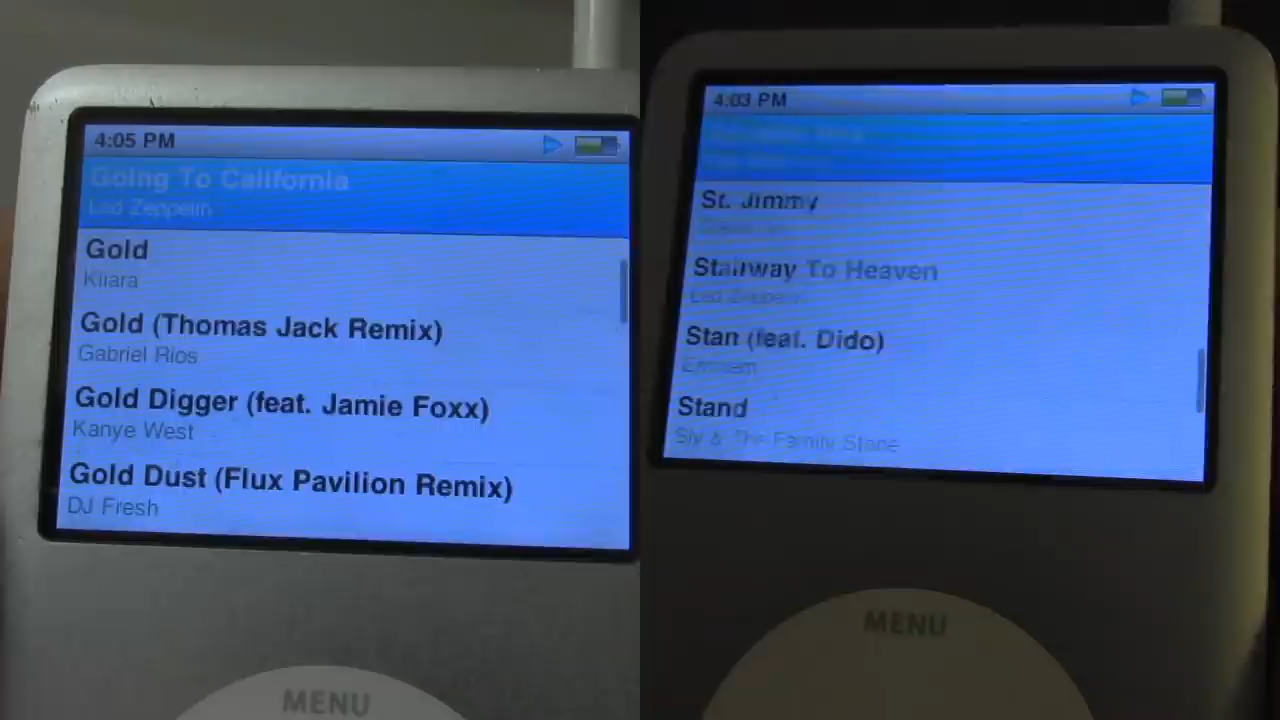 4:05 PM
Going To California
Led Zeppelin
Gold
Kiiara
Gold (Thomas Jack Remix)
Gabriel Rios
Gold Digger (feat. Jamie Foxx)
Kanye West
Gold Dust (Flux Pavilion Remix)
DJ Fresh
MENU
4:03 PM
St. Jimmy
Stairway To Heaven
Led Zeppelin
Stan (feat. Dido)
Eminem
Stand
Sly & The Family Stone
MENU